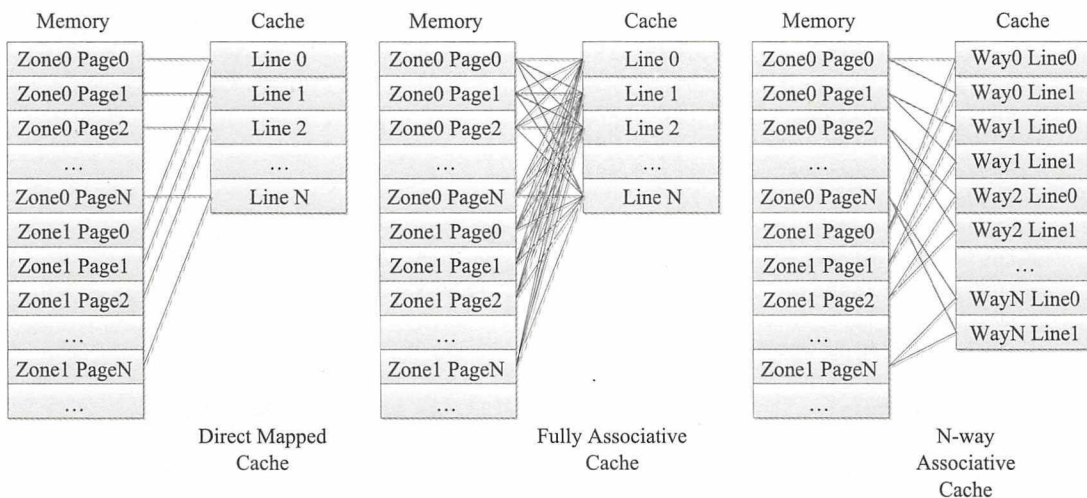 Memory
Cache
Zone0 Page0
Zone0 Page1
Zone0 Page2
...
Zone0 PageN
Zone1 Page0
Zone1 Page1
Zone1 Page2
...
Zone1 PageN
...
Line 0
Line 1
Line 2
...
Line N
Direct Mapped
Cache
Memory
Cache
Zone0 Page0
Zone0 Page1
Zone0 Page2
...
Zone0 PageN
Zone1 Page0
Zone1 Page1
Zone1 Page2
...
Zone1 PageN
...
Line 0
Line 1
Line 2
...
Line N
Fully Associative
Cache
Memory
Cache
Zone0 Page0
Zone0 Page1
Zone0 Page2
...
Zone0 PageN
Zone1 Page0
Zone1 Page1
Zone1 Page2
...
Zone1 PageN
...
Way0 Line0
Way0 Line1
Way1 Line0
Way1 Line1
Way2 Line0
Way2 Line1
...
WayN Line0
WayN Line1
N-way
Associative
Cache